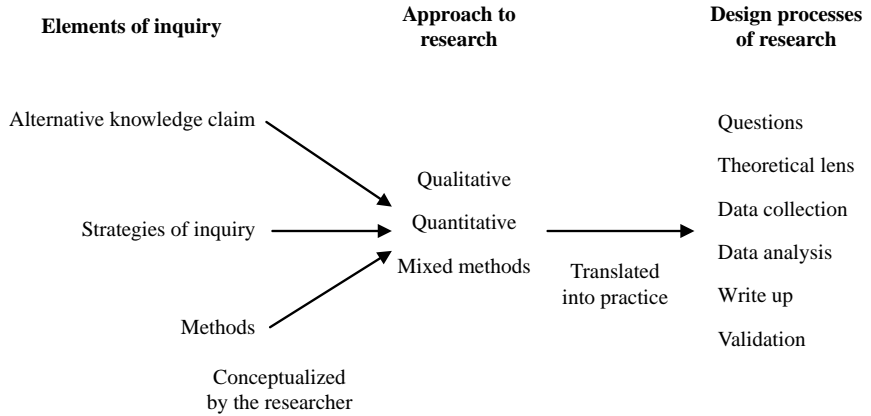 Elements of inquiry
Approach to
research
Design processes
of research
Alternative knowledge claim
Strategies of inquiry
Methods
Conceptualized
by the researcher
Qualitative
Quantitative
Mixed methods
Translated
into practice
Questions
Theoretical lens
Data collection
Data analysis
Write up
Validation